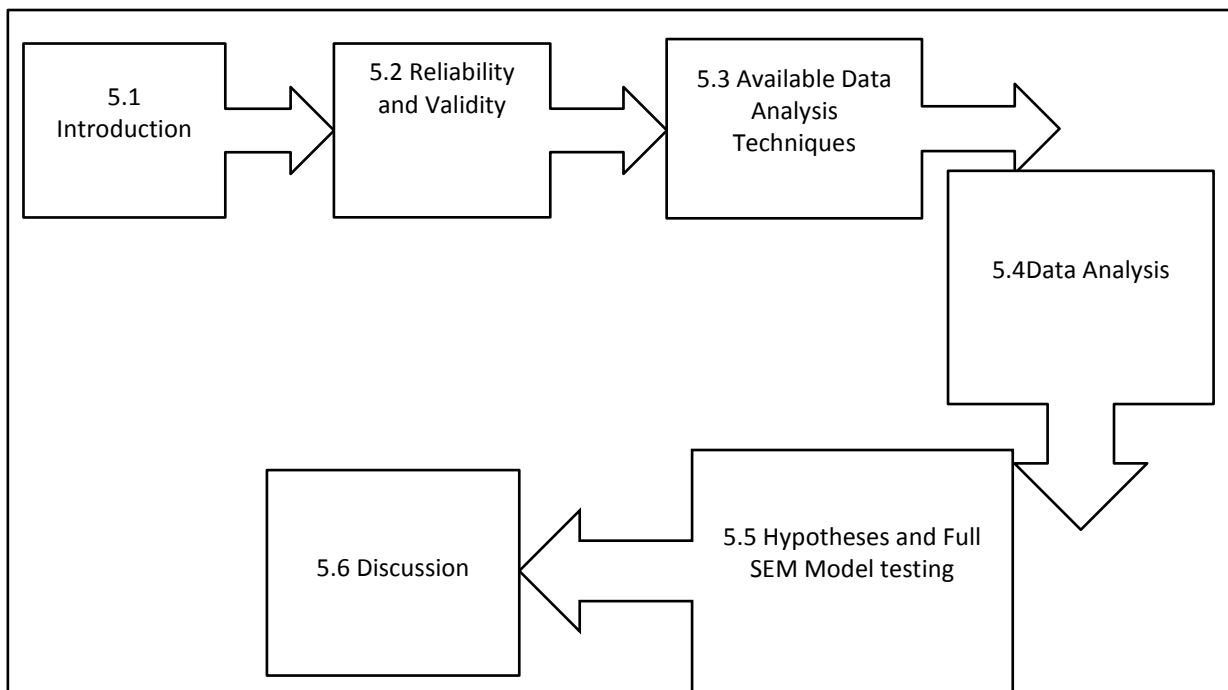 5.1
Introduction
5.2 Reliability
and Validity
5.3 Available Data
Analysis
Techniques
5.4Data Analysis
5.5 Hypotheses and Full
SEM Model testing
5.6 Discussion